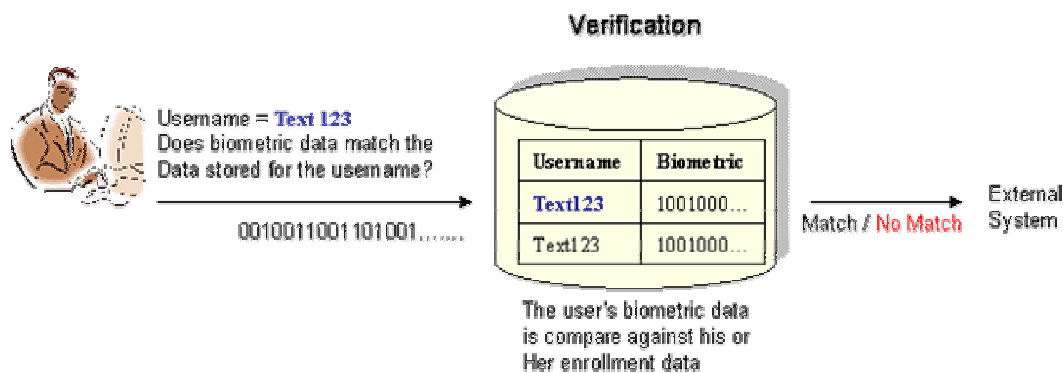 Verification
Username = Text 123
Does biometric data match the
Data stored for the username?
0010011001101001.......
Username Biometric
Text123 1001000...
Text123 1001000...
Match / No Match
External
System
The user's biometric data
is compare against his or
Her enrollment data